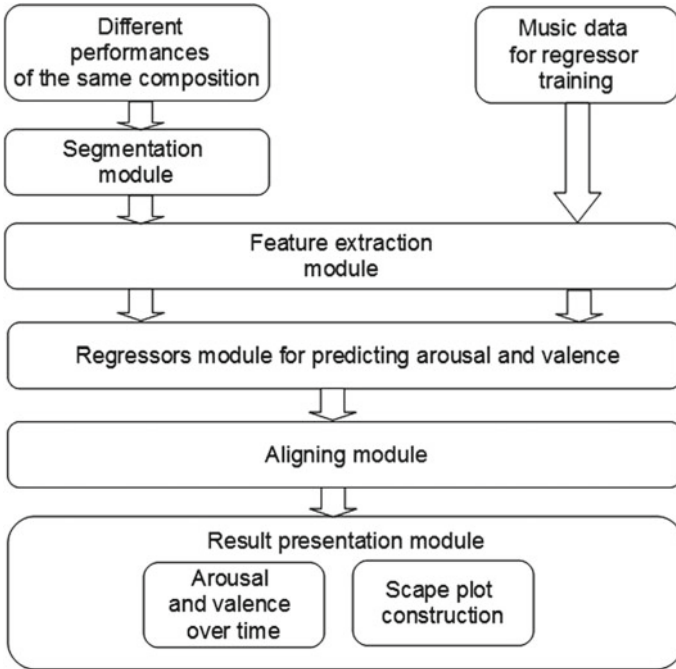 Different
performances
of the same composition
Music data
for regressor
training
Segmentation
module
Feature extraction
module
Regressors module for predicting arousal and valence
Aligning module
Result presentation module
Arousal
and valence
over time
Scape plot
construction